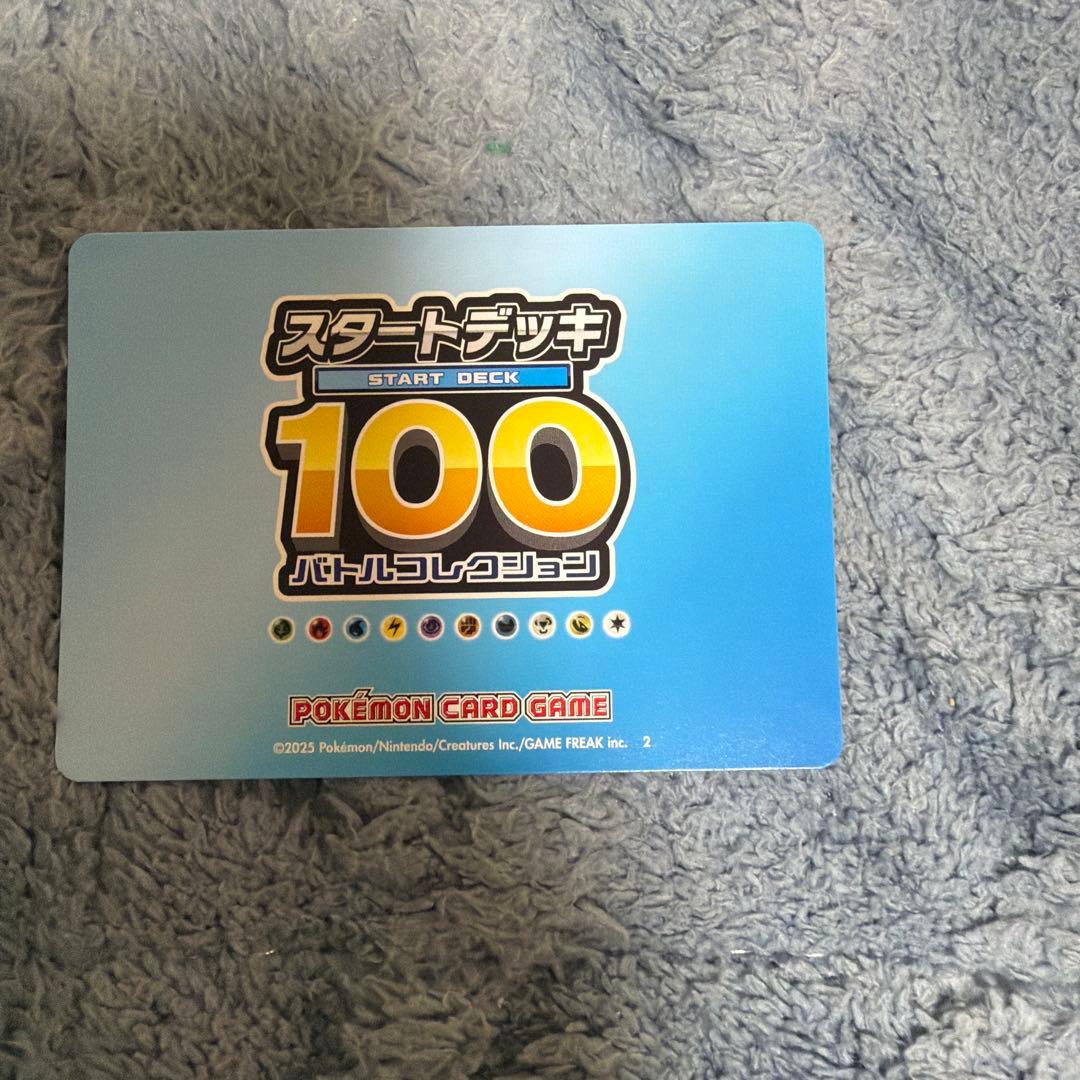 スタートデッキ
START DECK
100
バトルコレクション
POKÉMON CARD GAME
©2025 Pokémon/Nintendo/Creatures Inc./GAME FREAK inc. 2